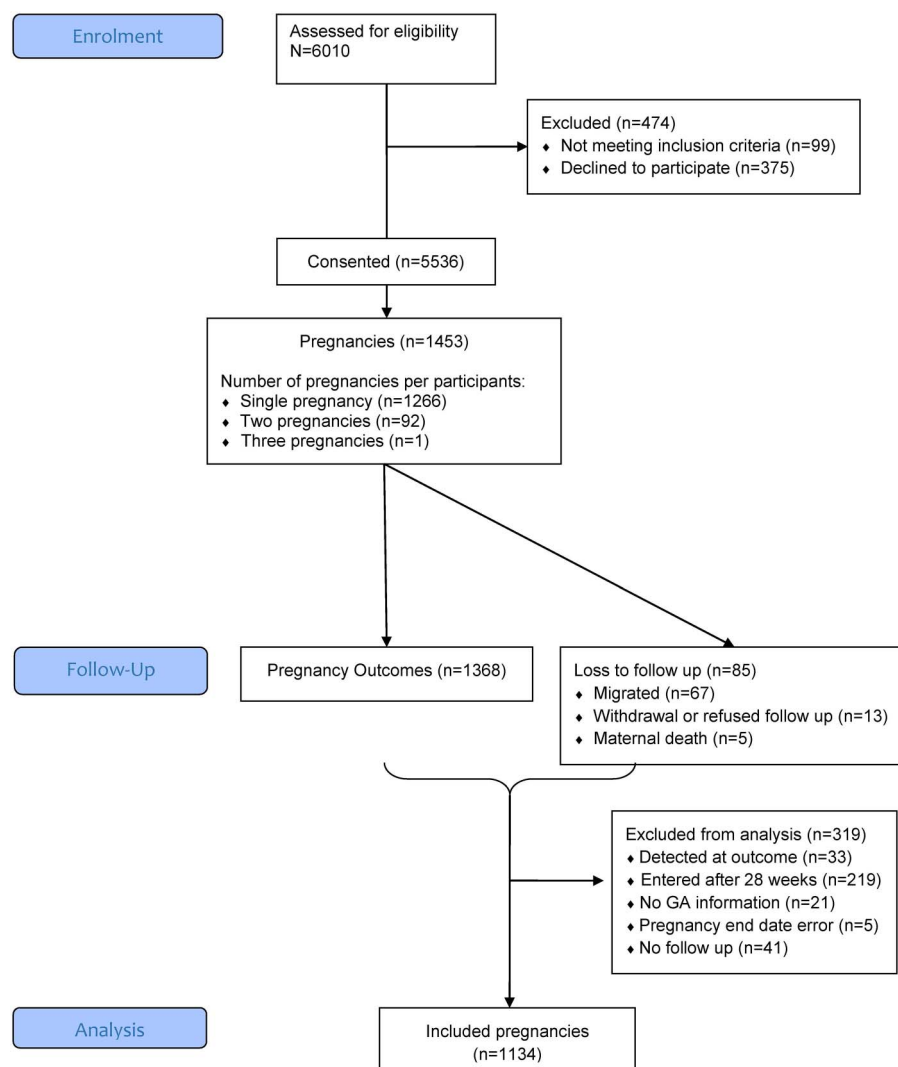 Enrolment
Assessed for eligibility
N=6010
Excluded (n=474)
♦ Not meeting inclusion criteria (n=99)
♦ Declined to participate (n=375)
Consented (n=5536)
Pregnancies (n=1453)
Number of pregnancies per participants:
♦ Single pregnancy (n=1266)
♦ Two pregnancies (n=92)
♦ Three pregnancies (n=1)
Follow-Up
Pregnancy Outcomes (n=1368)
Loss to follow up (n=85)
♦ Migrated (n=67)
♦ Withdrawal or refused follow up (n=13)
♦ Maternal death (n=5)
Excluded from analysis (n=319)
♦ Detected at outcome (n=33)
♦ Entered after 28 weeks (n=219)
♦ No GA information (n=21)
♦ Pregnancy end date error (n=5)
♦ No follow up (n=41)
Analysis
Included pregnancies
(n=1134)